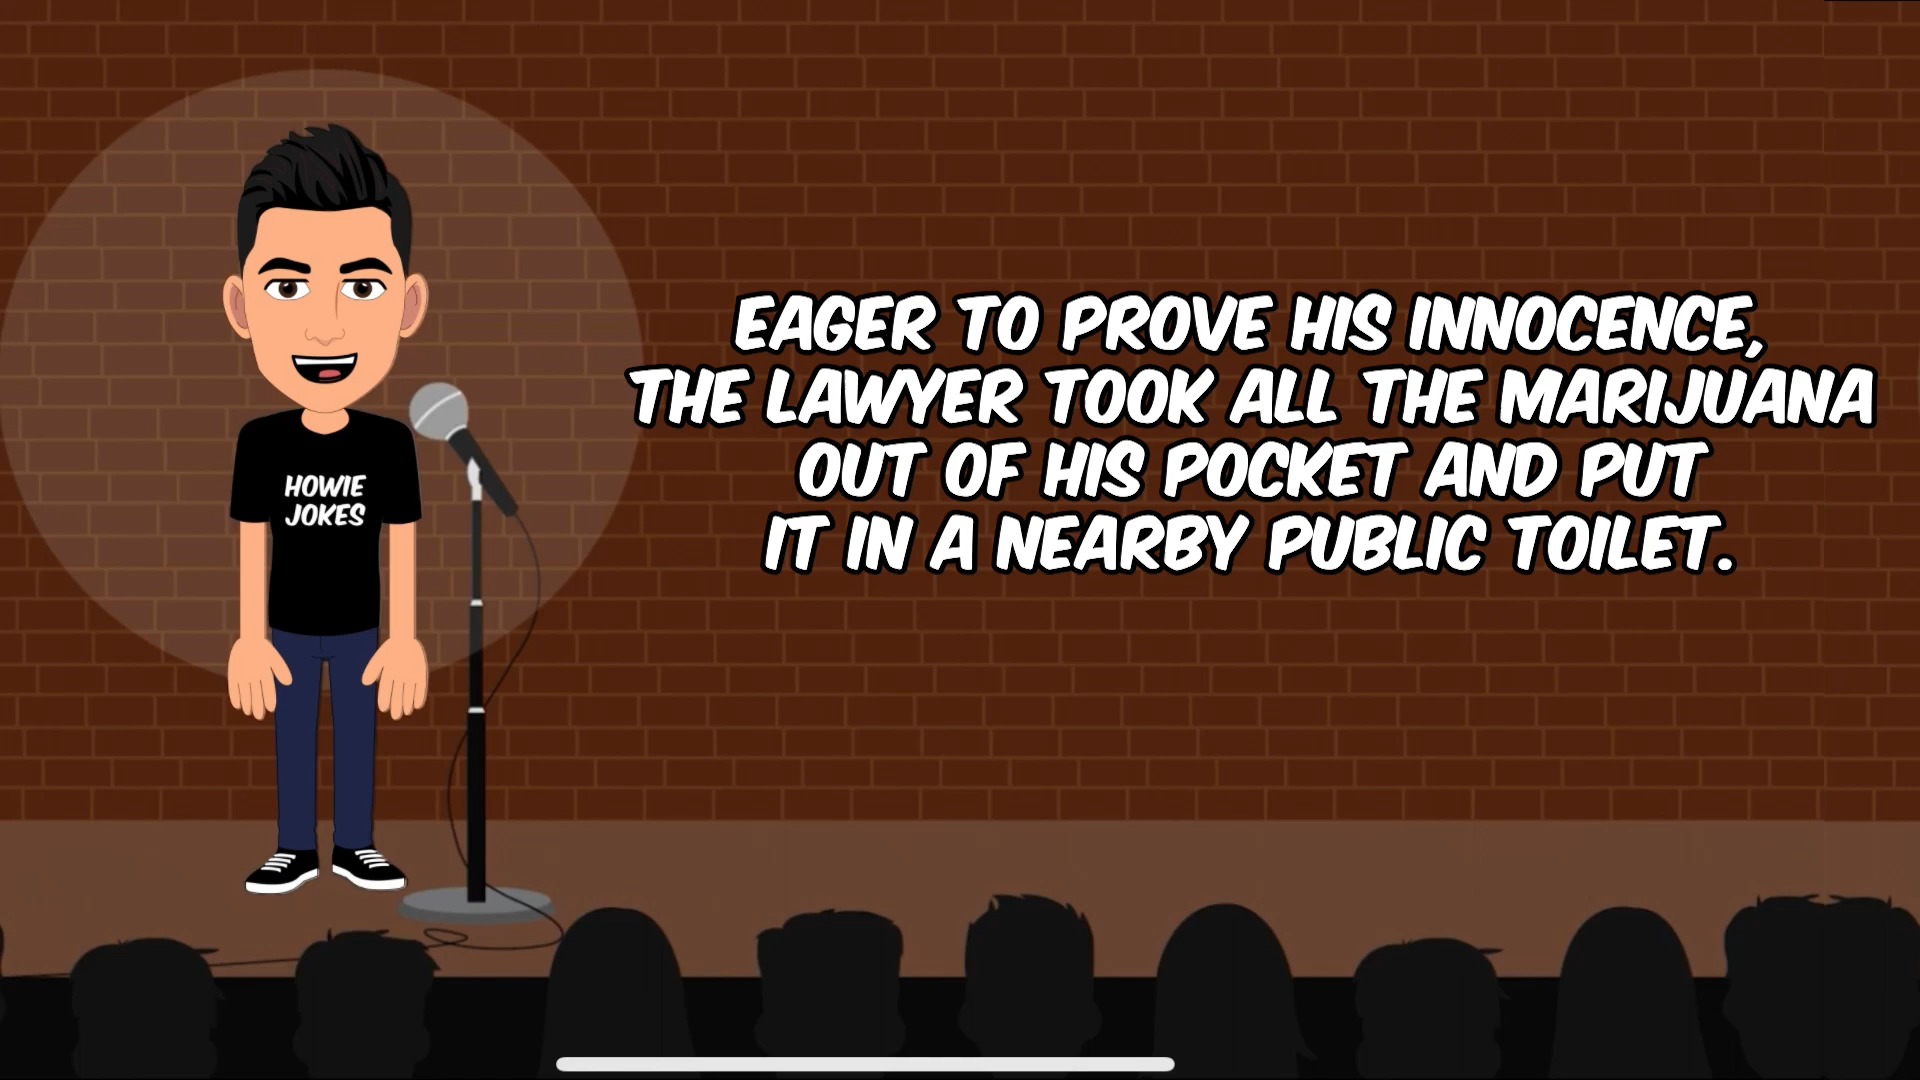 HOWIE
JOKES
EAGER TO PROVE HIS INNOCENCE,
THE LAWYER TOOK ALL THE MARIJUANA
OUT OF HIS POCKET AND PUT
IT IN A NEARBY PUBLIC TOILET.